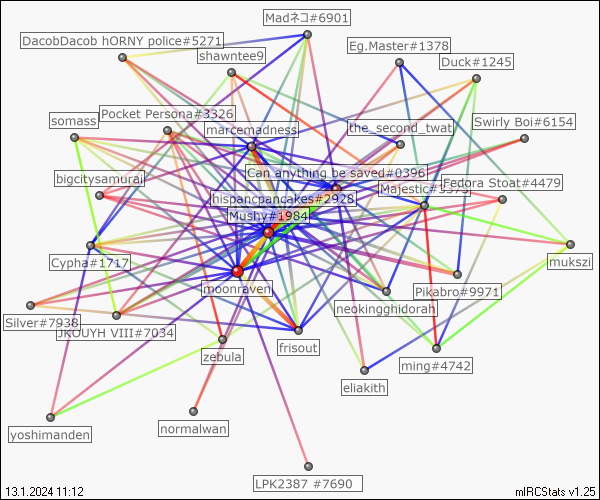 Madネコ#6901
DacobDacob hORNY police#5271
Eg.Master#1378
shawntee9
Duck#1245
Pocket Persona#3326
somass
marcemadness
the_second_twat
Swirly Boi#6154
Can anything be saved#0396
bigcitysamurai
Majestic#5375
Fedora Stoat#4479
hispancpancakes#2928
Mushy#1984
Cypha#1717
mukszi
moonraven
Pikabro#9971
neokingghidorah
Silver#7938
JKOUYH VIII#7034
frisout
zebula
ming#4742
eliakith
yoshimanden
normalwan
LPK2387 #7690
13.1.2024 11:12
mIRCStats v1.25